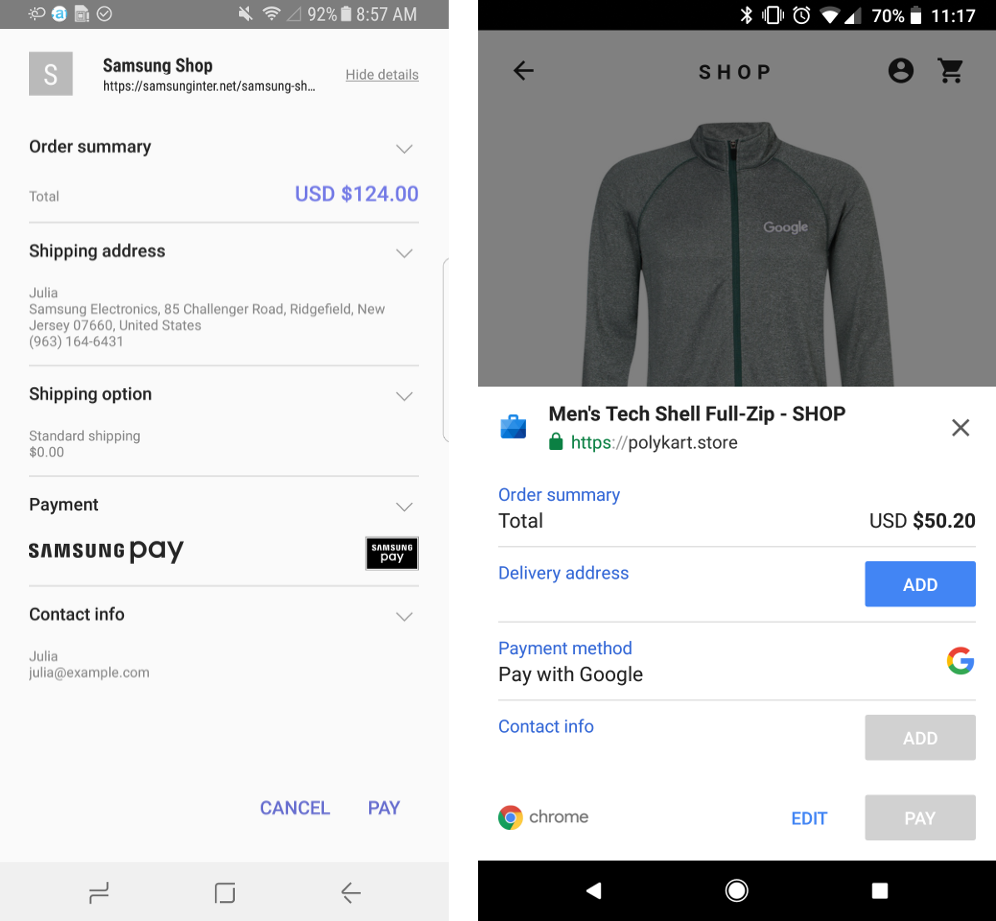 92% 8:57 AM
S
Samsung Shop
https://samsunginter.net/samsung-sh...
Hide details
Order summary
Total
USD $124.00
Shipping address
Julia
Samsung Electronics, 85 Challenger Road, Ridgefield, New
Jersey 07660, United States
(963) 164-6431
Shipping option
Standard shipping
$0.00
Payment
SAMSUNG pay
SAMSUNG
pay
Contact info
Julia
julia@example.com
CANCEL
PAY
70% 11:17
SHOP
Google
Men's Tech Shell Full-Zip - SHOP
https://polykart.store
Order summary
Total
USD $50.20
Delivery address
ADD
Payment method
Pay with Google
G
Contact info
ADD
chrome
EDIT
PAY